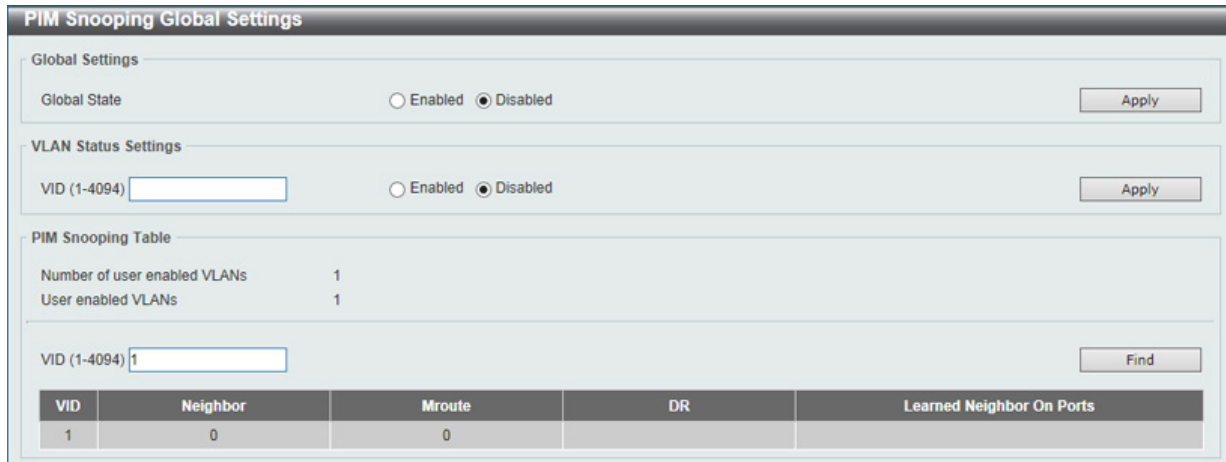 PIM Snooping Global Settings
Global Settings
Global State Enabled Disabled Apply
VLAN Status Settings
VID (1-4094) Enabled Disabled Apply
PIM Snooping Table
Number of user enabled VLANs 1
User enabled VLANs 1
VID (1-4094) 1 Find
VID Neighbor Mroute DR Learned Neighbor On Ports
1 0 0